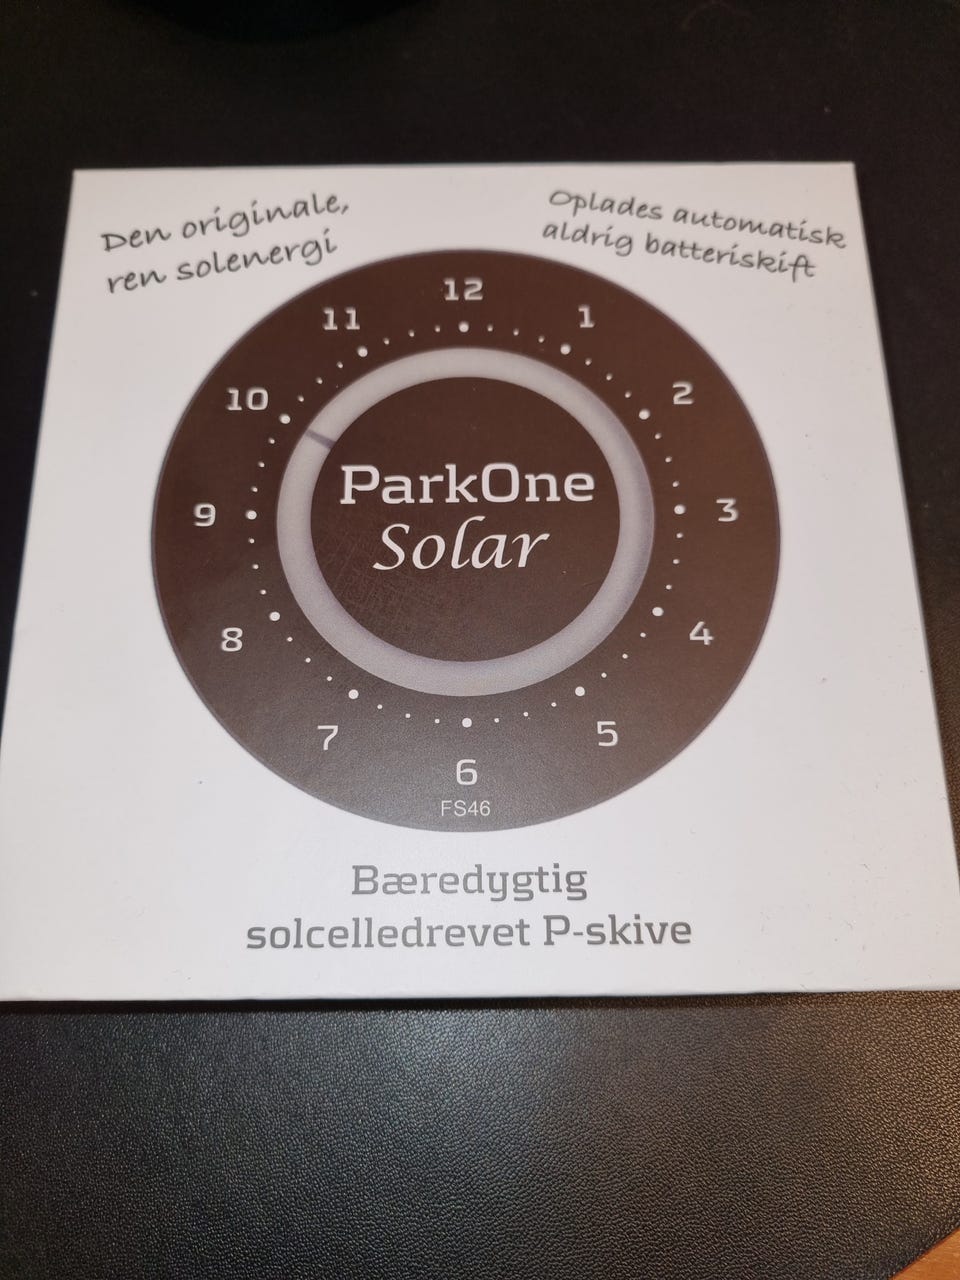 Den originale,
ren solenergi
Oplades automatisk
aldrig batteriskift
12
1
2
3
4
5
6
7
8
9
10
11
ParkOne
Solar
FS46
Bæredygtig
solcelledrevet P-skive